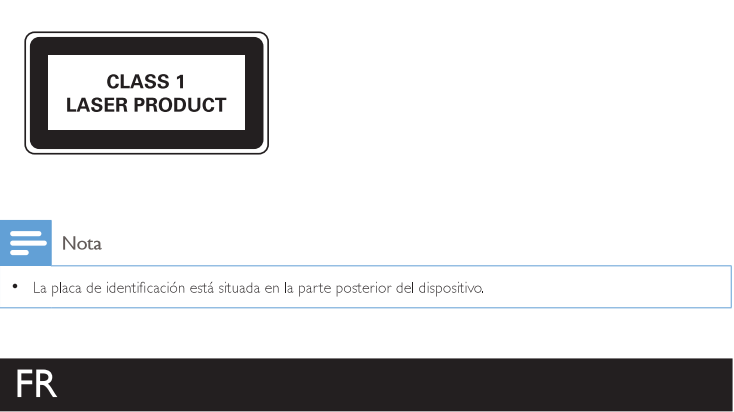 CLASS 1
LASER PRODUCT
Nota
• La placa de identificación está situada en la parte posterior del dispositivo.
FR